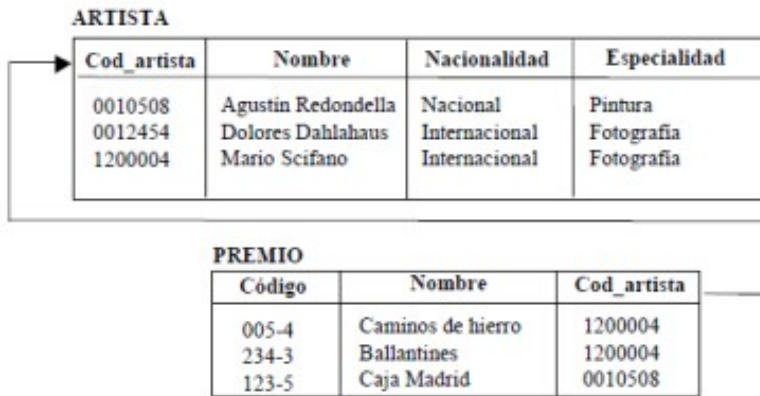 ARTISTA
Cod_artista Nombre Nacionalidad Especialidad
0010508 Agustin Redondella Nacional Pintura
0012454 Dolores Dahlahaus Internacional Fotografía
1200004 Mario Scifano Internacional Fotografía
PREMIO
Código Nombre Cod_artista
005-4 Caminos de hierro 1200004
234-3 Ballantines 1200004
123-5 Caja Madrid 0010508